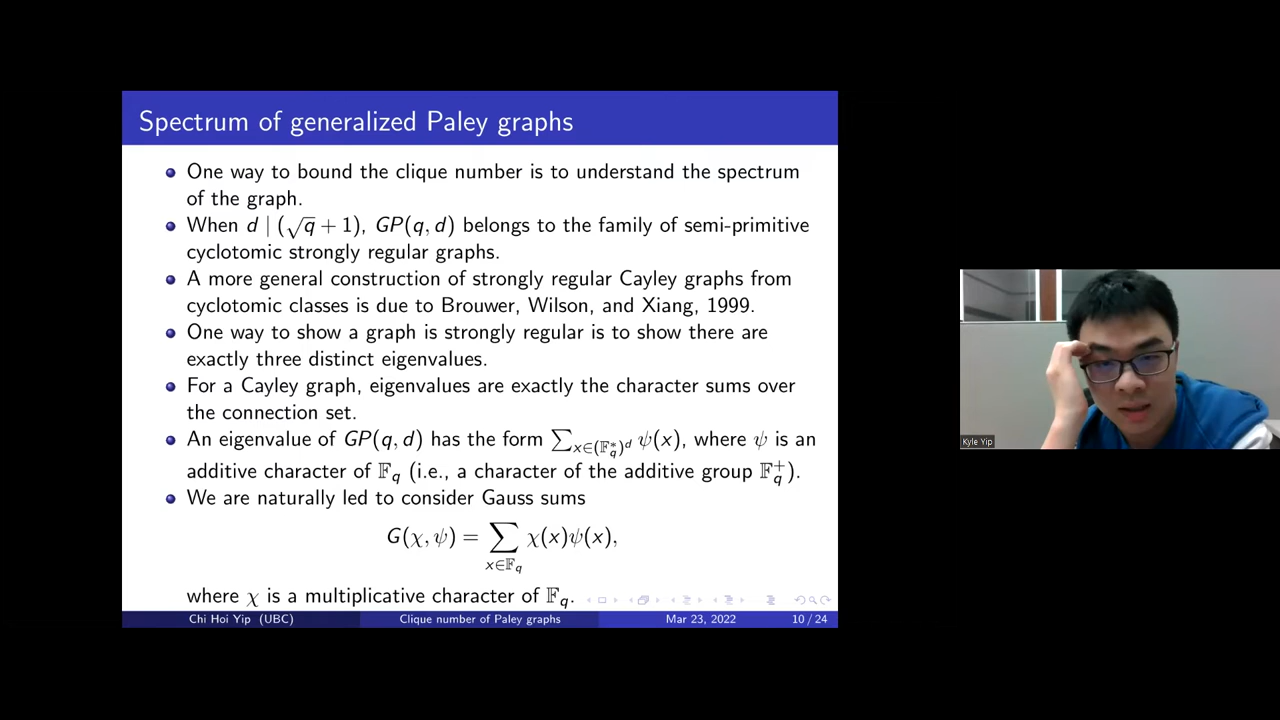 Spectrum of generalized Paley graphs
One way to bound the clique number is to understand the spectrum
of the graph.
When d | (√q + 1), GP(q, d) belongs to the family of semi-primitive
cyclotomic strongly regular graphs.
A more general construction of strongly regular Cayley graphs from
cyclotomic classes is due to Brouwer, Wilson, and Xiang, 1999.
One way to show a graph is strongly regular is to show there are
exactly three distinct eigenvalues.
For a Cayley graph, eigenvalues are exactly the character sums over
the connection set.
An eigenvalue of GP(q, d) has the form ∑_{x∈(𝔽_q^*)^d} ψ(x), where ψ is an
additive character of 𝔽_q (i.e., a character of the additive group 𝔽_q^+).
We are naturally led to consider Gauss sums
G(χ, ψ) = ∑_{x∈𝔽_q} χ(x)ψ(x),
where χ is a multiplicative character of 𝔽_q.
Chi Hoi Yip (UBC) Clique number of Paley graphs Mar 23, 2022 10 / 24
Kyle Yip